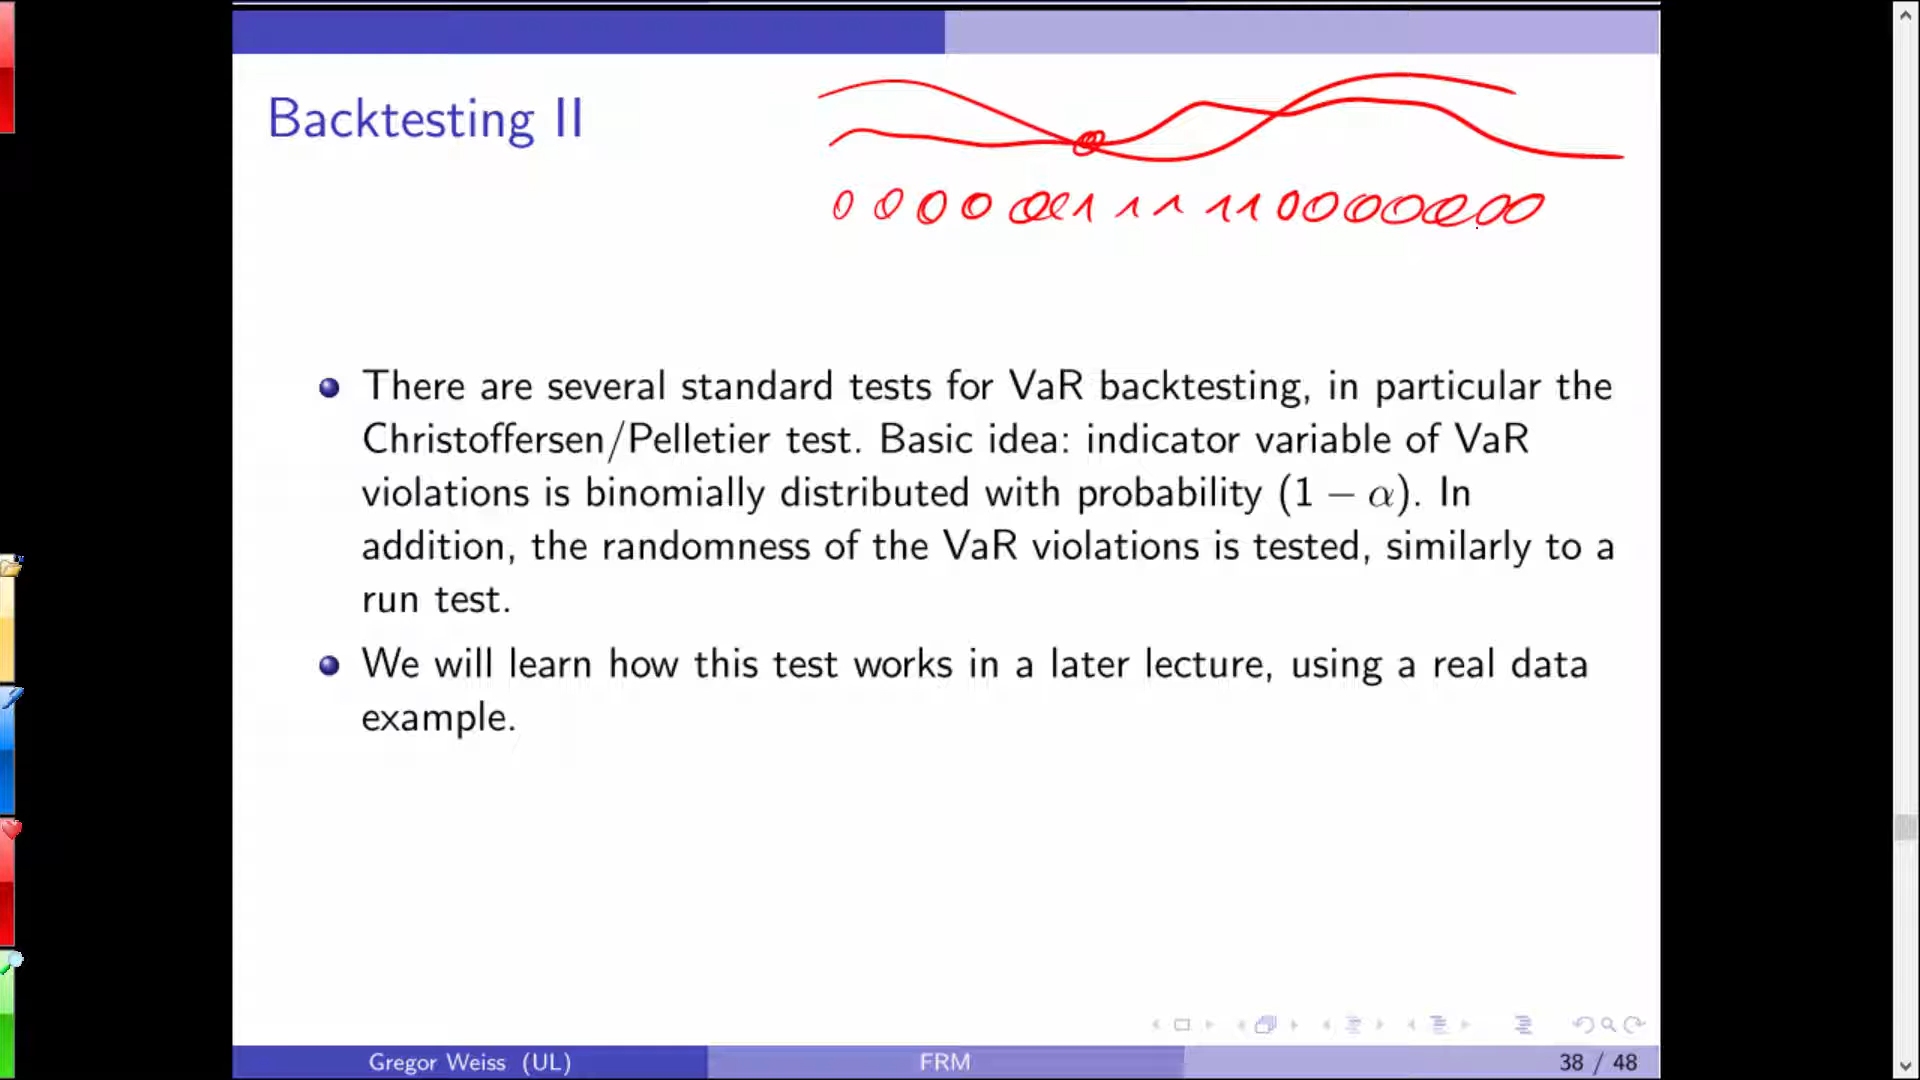 Backtesting II
0 0 0 0 0 0 1 1 1 1 1 0 0 0 0 0 0 0
There are several standard tests for VaR backtesting, in particular the
Christoffersen/Pelletier test. Basic idea: indicator variable of VaR
violations is binomially distributed with probability (1 − α). In
addition, the randomness of the VaR violations is tested, similarly to a
run test.
We will learn how this test works in a later lecture, using a real data
example.
Gregor Weiss (UL) FRM 38 / 48